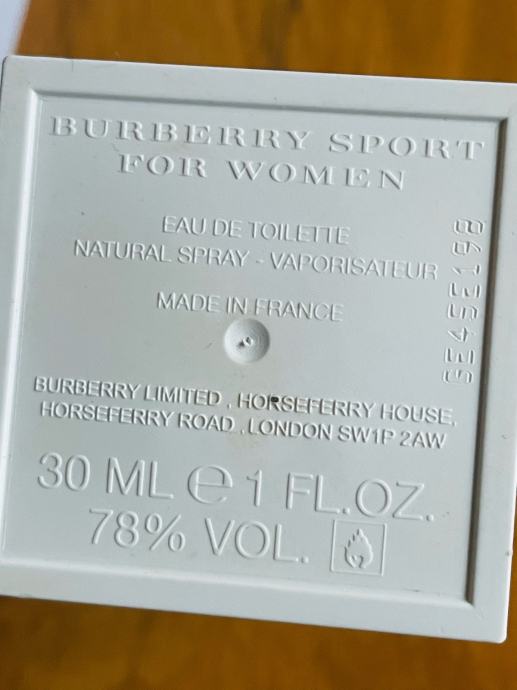 BURBERRY SPORT
FOR WOMEN
EAU DE TOILETTE
NATURAL SPRAY - VAPORISATEUR
MADE IN FRANCE
BURBERRY LIMITED , HORSEFERRY HOUSE,
HORSEFERRY ROAD , LONDON SW1P 2AW
30 ML ℮ 1 FL.OZ.
78% VOL.